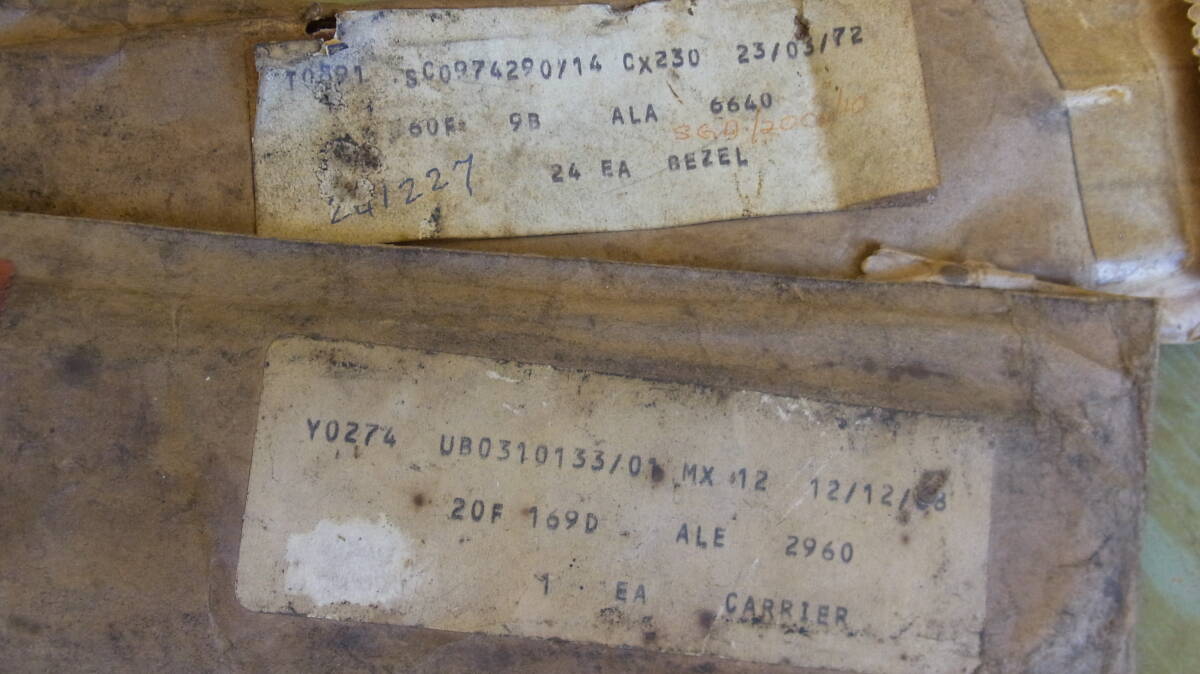 T0891 SC0974290/14 CX230 23/03/72
60F 9B ALA 6640
24 EA BEZEL
241227
Y0274 UB0310133/01 MX 12 12/12/68
20F 169D ALE 2960
1 EA CARRIER